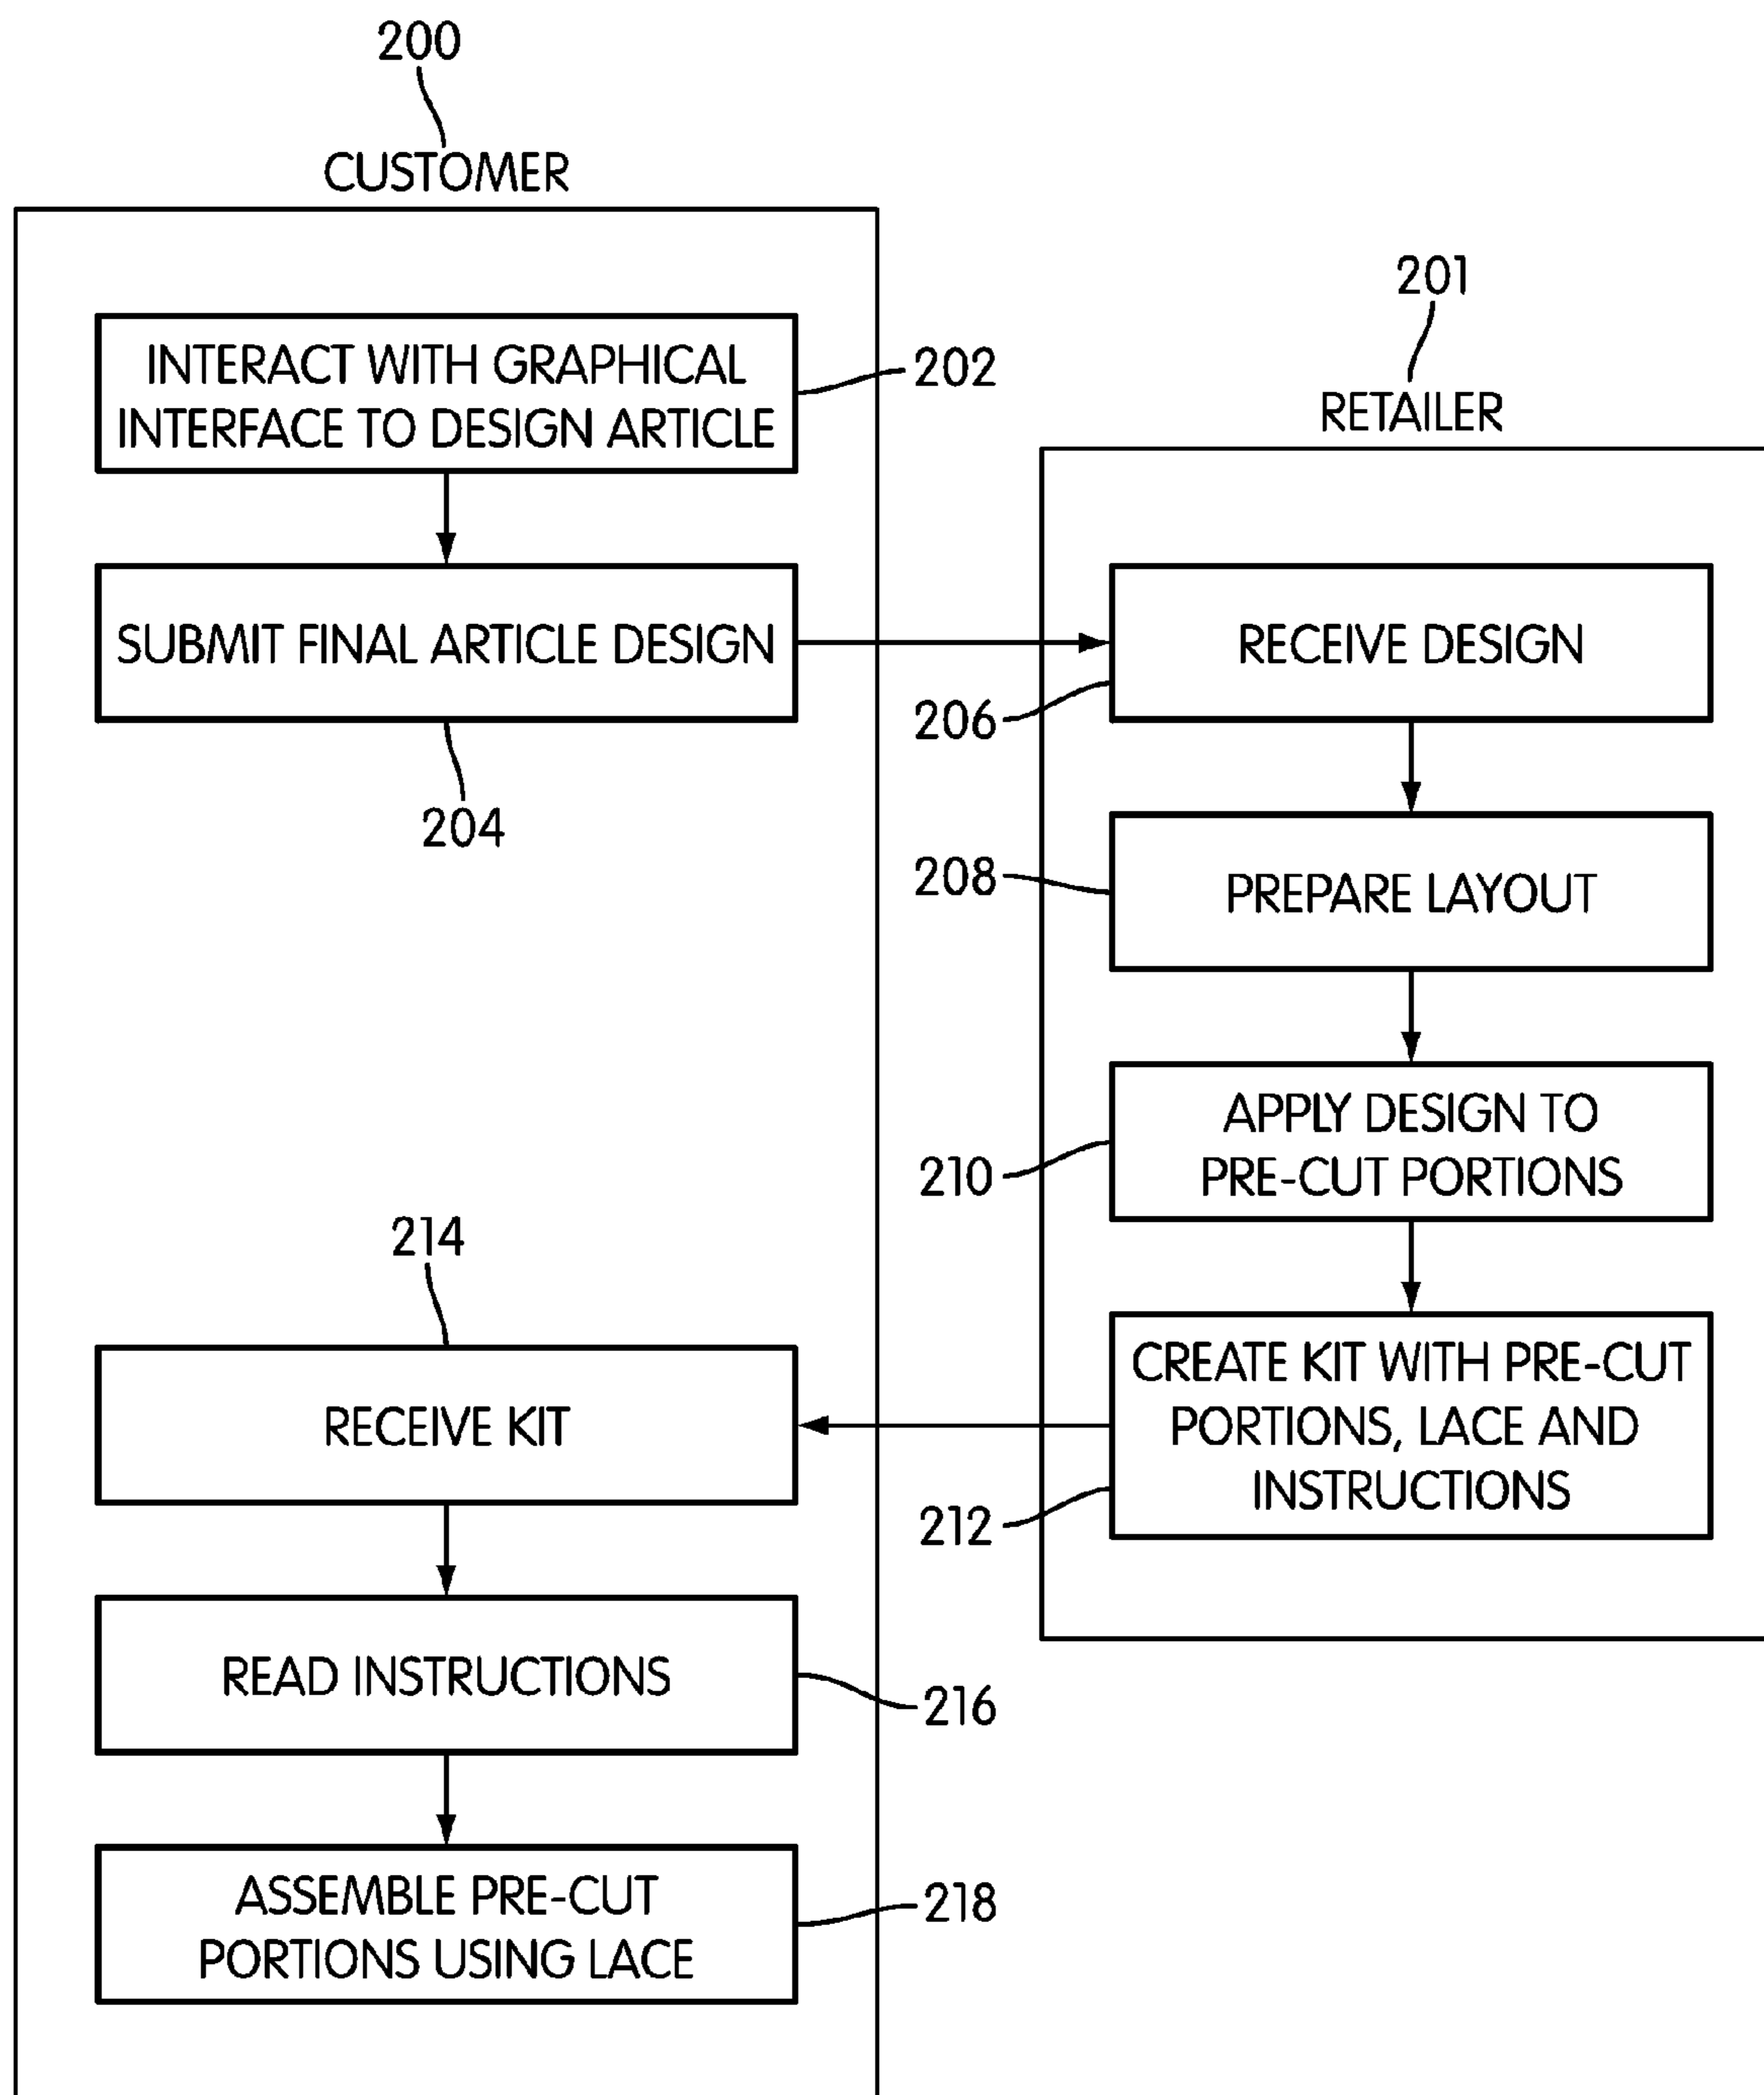 200
CUSTOMER
INTERACT WITH GRAPHICAL
INTERFACE TO DESIGN ARTICLE
202
SUBMIT FINAL ARTICLE DESIGN
204
201
RETAILER
RECEIVE DESIGN
206
PREPARE LAYOUT
208
APPLY DESIGN TO
PRE-CUT PORTIONS
210
CREATE KIT WITH PRE-CUT
PORTIONS, LACE AND
INSTRUCTIONS
212
214
RECEIVE KIT
READ INSTRUCTIONS
216
ASSEMBLE PRE-CUT
PORTIONS USING LACE
218